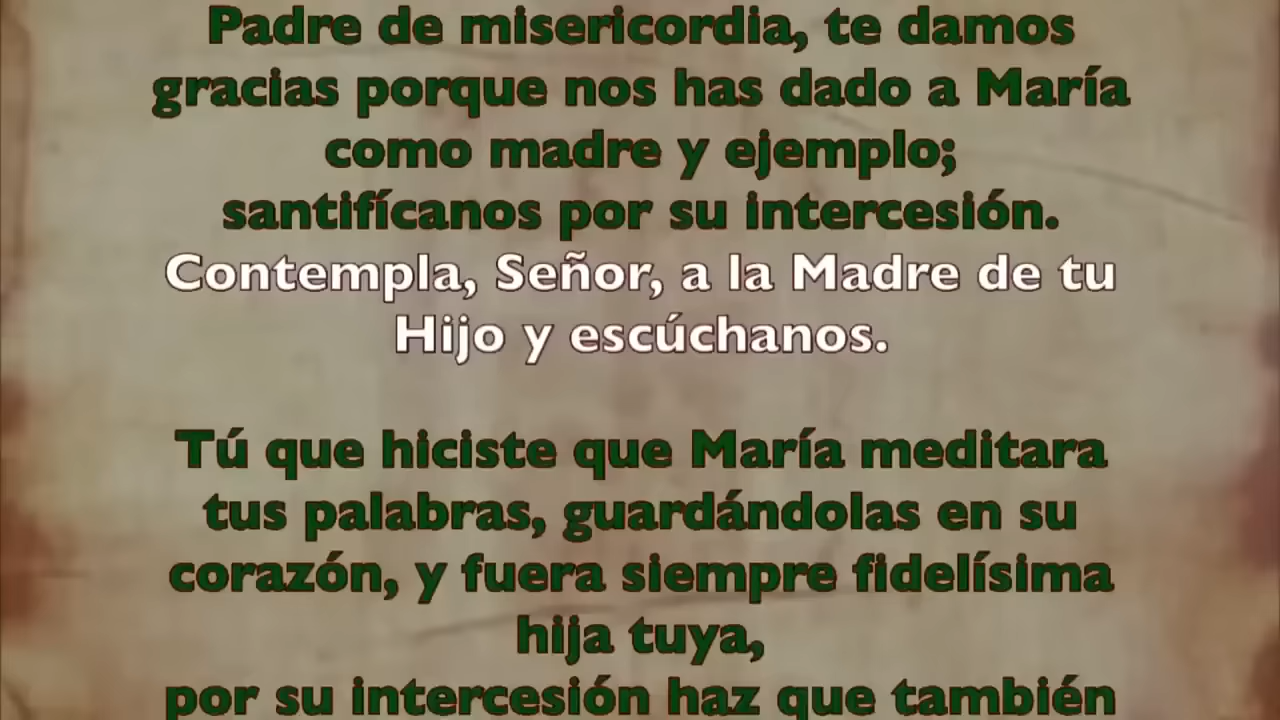 Padre de misericordia, te damos
gracias porque nos has dado a María
como madre y ejemplo;
santifícanos por su intercesión.
Contempla, Señor, a la Madre de tu
Hijo y escúchanos.
Tú que hiciste que María meditara
tus palabras, guardándolas en su
corazón, y fuera siempre fidelísima
hija tuya,
por su intercesión haz que también